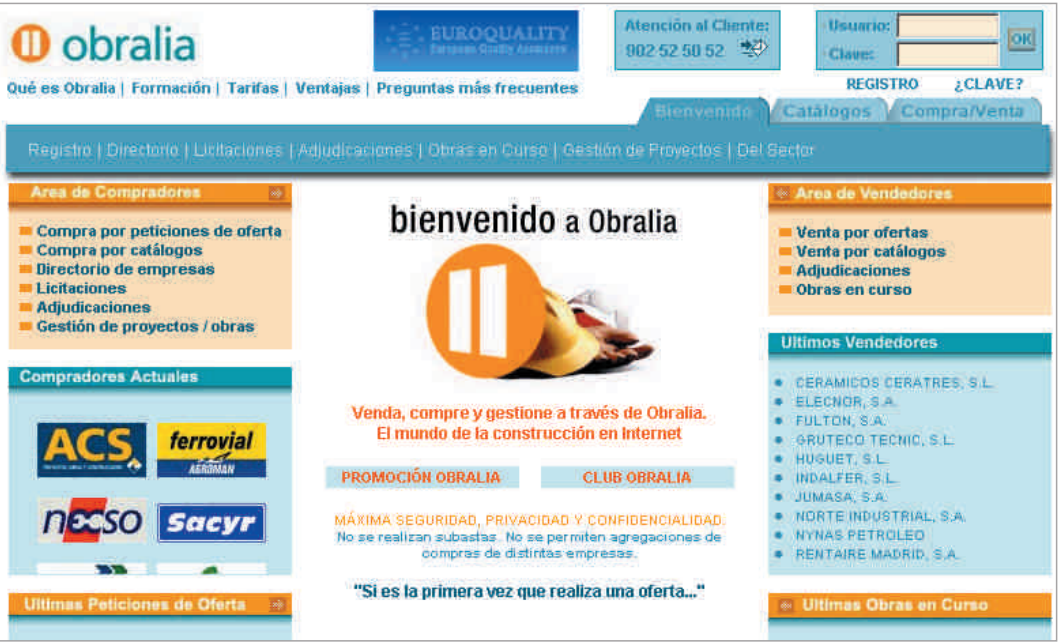 obralia
EUROQUALITY
Atención al Cliente:
902 52 50 52
Usuario:
Clave:
OK
REGISTRO ¿CLAVE?
Qué es Obralia | Formación | Tarifas | Ventajas | Preguntas más frecuentes
Bienvenido Catálogos Compra/Venta
Registro | Directorio | Licitaciones | Adjudicaciones | Obras en Curso | Gestión de Proyectos | Del Sector
Area de Compradores
Compra por peticiones de oferta
Compra por catálogos
Directorio de empresas
Licitaciones
Adjudicaciones
Gestión de proyectos / obras
Compradores Actuales
ACS
ferrovial
AGROMAN
necso
Sacyr
Ultimas Peticiones de Oferta
bienvenido a Obralia
Venda, compre y gestione a través de Obralia.
El mundo de la construcción en Internet
PROMOCIÓN OBRALIA CLUB OBRALIA
MÁXIMA SEGURIDAD, PRIVACIDAD Y CONFIDENCIALIDAD.
No se realizan subastas. No se permiten agregaciones de
compras de distintas empresas.
"Si es la primera vez que realiza una oferta..."
Area de Vendedores
Venta por ofertas
Venta por catálogos
Adjudicaciones
Obras en curso
Ultimos Vendedores
CERAMICOS CERATRES, S.L.
ELECNOR, S.A.
FULTON, S.A.
GRUTECO TECNIC, S.L.
HUGUET, S.L.
INDALFER, S.L.
JUMASA, S.A.
NORTE INDUSTRIAL, S.A.
NYNAS PETROLEO
RENTAIRE MADRID, S.A.
Ultimas Obras en Curso